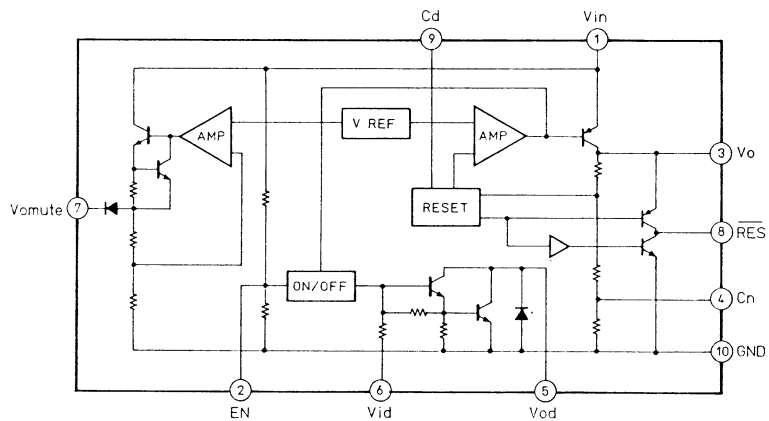 Cd Vin
9 1
AMP V REF AMP
3 Vo
RESET
Vomute 7
8 RES
ON/OFF
4 Cn
10 GND
2 6 5
EN Vid Vod